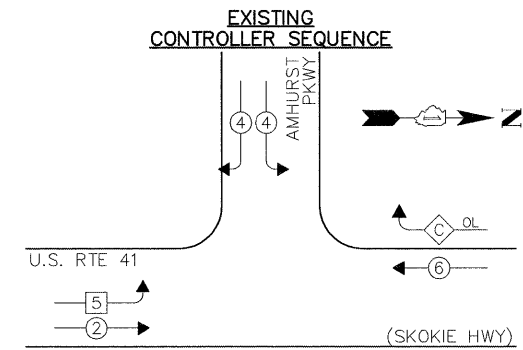 EXISTING
CONTROLLER SEQUENCE
AMHURST
PKWY
4 4
N
C OL
U.S. RTE 41
6
5
2
(SKOKIE HWY)